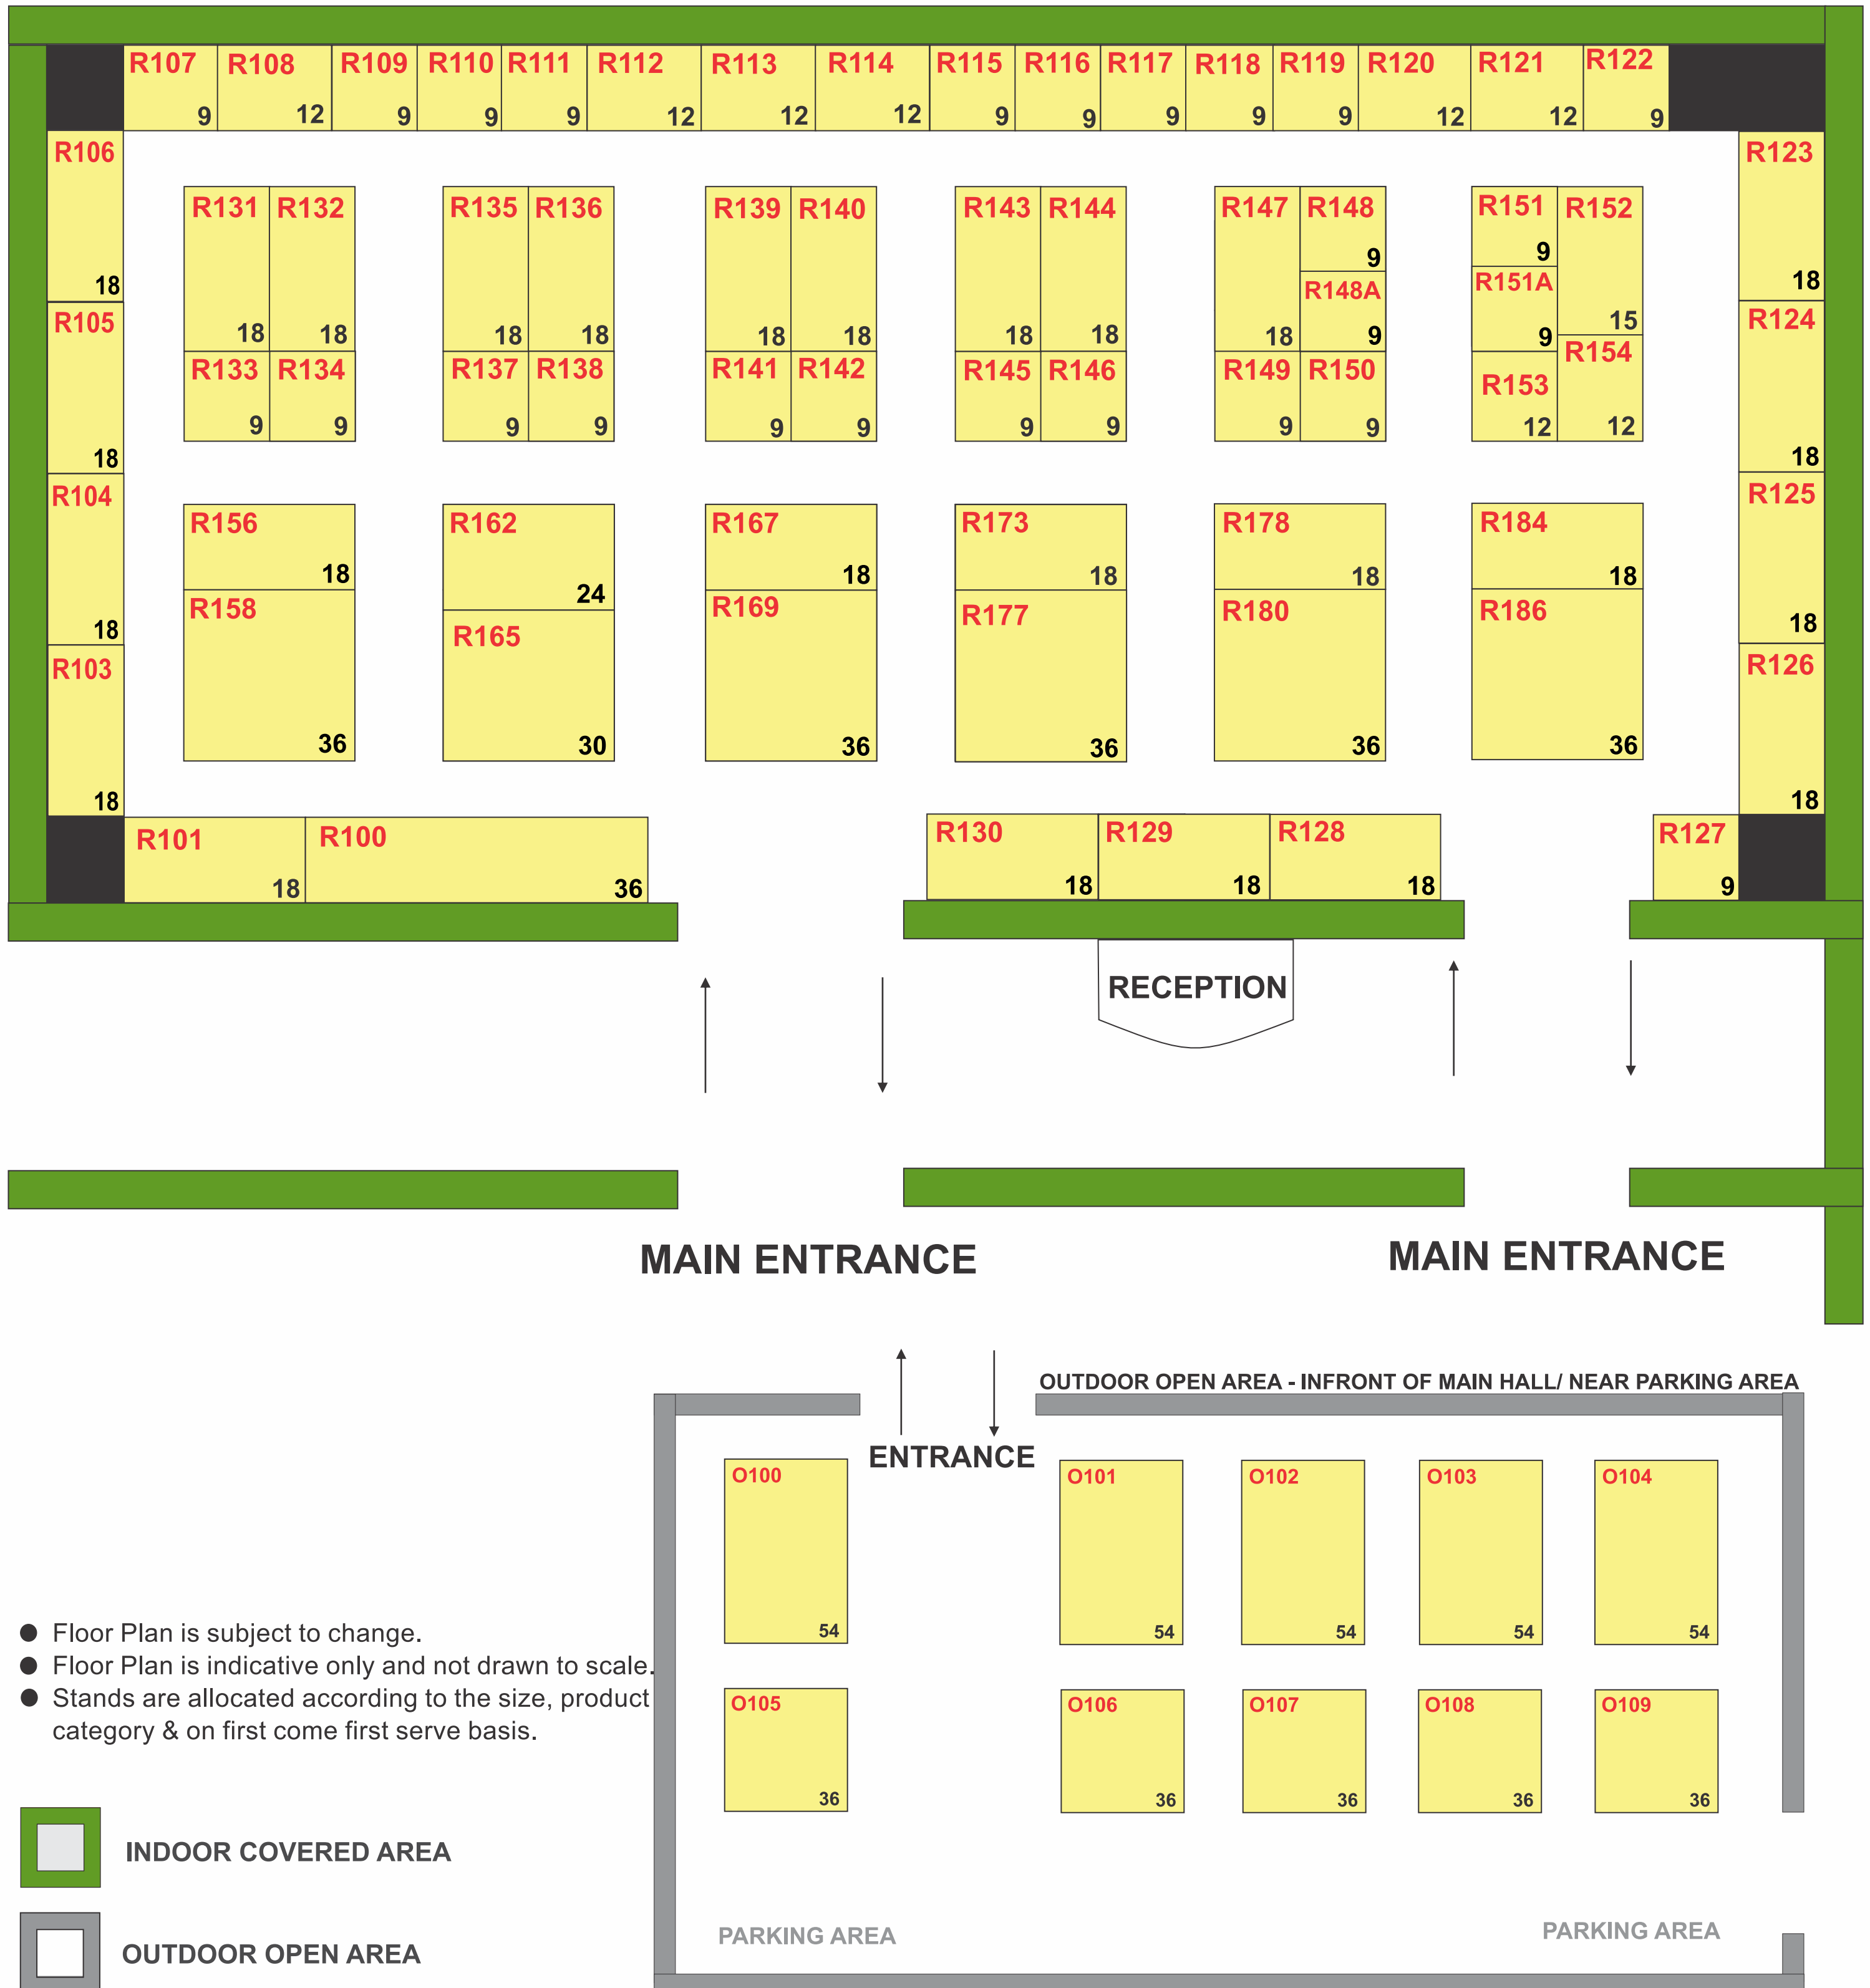 R107 R108 R109 R110 R111 R112 R113 R114 R115 R116 R117 R118 R119 R120 R121 R122
9 12 9 9 9 12 12 12 9 9 9 9 9 12 12 9
R106 R123
18 18
R105 R124
18 18
R104 R125
18 18
R103 R126
18 18
R131 R132 R135 R136 R139 R140 R143 R144 R147 R148 R151 R152
9 9
R148A R151A
18 18 18 18 18 18 18 18 18 9 9 15
R133 R134 R137 R138 R141 R142 R145 R146 R149 R150 R153 R154
9 9 9 9 9 9 9 9 9 9 12 12
R156 R162 R167 R173 R178 R184
18 24 18 18 18 18
R158 R165 R169 R177 R180 R186
36 30 36 36 36 36
R101 R100 R130 R129 R128 R127
18 36 18 18 18 9
RECEPTION
MAIN ENTRANCE MAIN ENTRANCE
OUTDOOR OPEN AREA - INFRONT OF MAIN HALL/ NEAR PARKING AREA
ENTRANCE
O100 O101 O102 O103 O104
54 54 54 54 54
O105 O106 O107 O108 O109
36 36 36 36 36
PARKING AREA PARKING AREA
● Floor Plan is subject to change.
● Floor Plan is indicative only and not drawn to scale.
● Stands are allocated according to the size, product
category & on first come first serve basis.
INDOOR COVERED AREA
OUTDOOR OPEN AREA